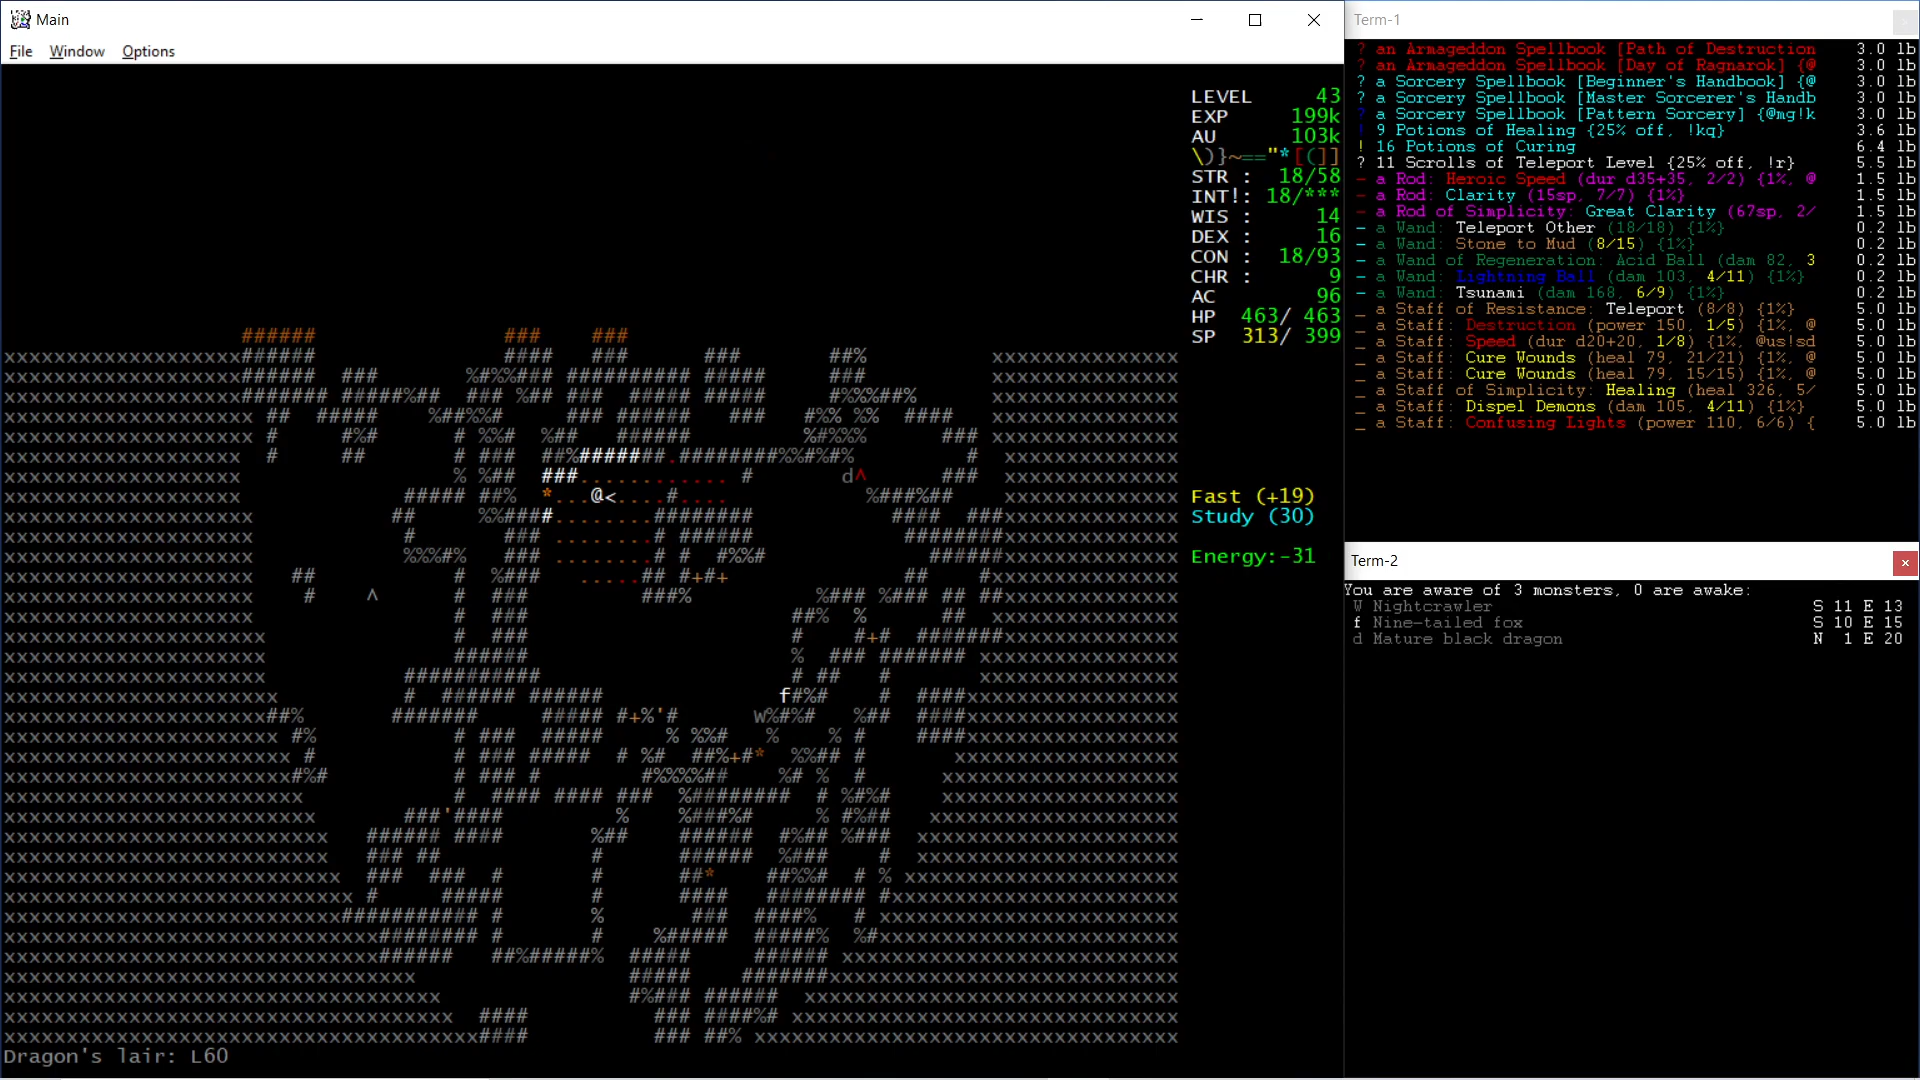 Main
File Window Options
LEVEL 43
EXP 199k
AU 103k
\)}~=="*[(]]
STR : 18/58
INT!: 18/***
WIS : 14
DEX : 16
CON : 18/93
CHR : 9
AC 96
HP 463/ 463
SP 313/ 399
Fast (+19)
Study (30)
Energy:-31
Dragon's lair: L60
Term-1
? an Armageddon Spellbook [Path of Destruction 3.0 lb
? an Armageddon Spellbook [Day of Ragnarok] {@ 3.0 lb
? a Sorcery Spellbook [Beginner's Handbook] {@ 3.0 lb
? a Sorcery Spellbook [Master Sorcerer's Handb 3.0 lb
? a Sorcery Spellbook [Pattern Sorcery] {@mg!k 3.0 lb
! 9 Potions of Healing {25% off, !kq} 3.6 lb
! 16 Potions of Curing 6.4 lb
? 11 Scrolls of Teleport Level {25% off, !r} 5.5 lb
- a Rod: Heroic Speed (dur d35+35, 2/2) {1%, @ 1.5 lb
- a Rod: Clarity (15sp, 7/7) {1%} 1.5 lb
- a Rod of Simplicity: Great Clarity (67sp, 2/ 1.5 lb
- a Wand: Teleport Other (18/18) {1%} 0.2 lb
- a Wand: Stone to Mud (8/15) {1%} 0.2 lb
- a Wand of Regeneration: Acid Ball (dam 82, 3 0.2 lb
- a Wand: Lightning Ball (dam 103, 4/11) {1%} 0.2 lb
- a Wand: Tsunami (dam 168, 6/9) {1%} 0.2 lb
_ a Staff of Resistance: Teleport (8/8) {1%} 5.0 lb
_ a Staff: Destruction (power 150, 1/5) {1%, @ 5.0 lb
_ a Staff: Speed (dur d20+20, 1/8) {1%, @us!sd 5.0 lb
_ a Staff: Cure Wounds (heal 79, 21/21) {1%, @ 5.0 lb
_ a Staff: Cure Wounds (heal 79, 15/15) {1%, @ 5.0 lb
_ a Staff of Simplicity: Healing (heal 326, 5/ 5.0 lb
_ a Staff: Dispel Demons (dam 105, 4/11) {1%} 5.0 lb
_ a Staff: Confusing Lights (power 110, 6/6) { 5.0 lb
Term-2
You are aware of 3 monsters, 0 are awake:
W Nightcrawler S 11 E 13
f Nine-tailed fox S 10 E 15
d Mature black dragon N 1 E 20